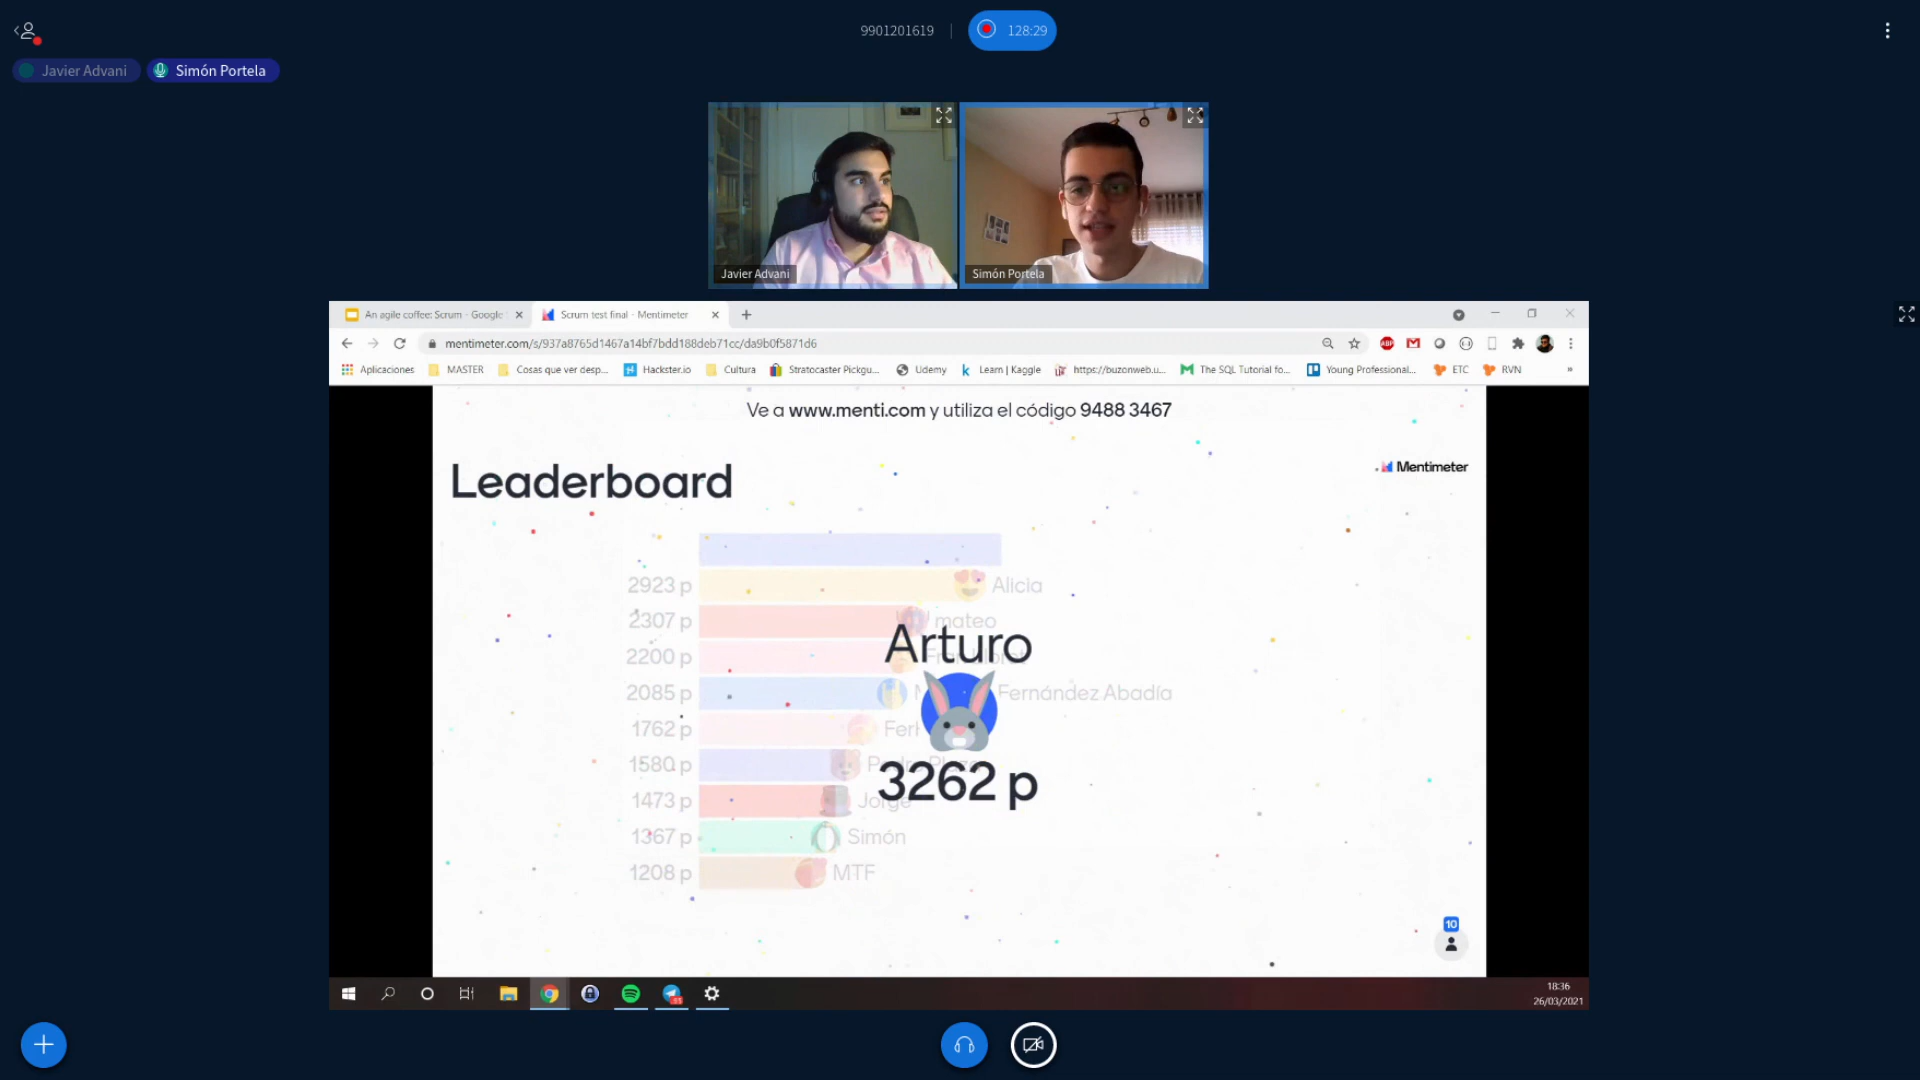 9901201619
128:29
Javier Advani
Simón Portela
Javier Advani
Simón Portela
An agile coffee: Scrum - Google
Scrum test final - Mentimeter
mentimeter.com/s/937a8765d1467a14bf7bdd188deb71cc/da9b0f5871d6
ABP
Aplicaciones
MASTER
Cosas que ver desp...
Hackster.io
Cultura
Stratocaster Pickgu...
Udemy
Learn | Kaggle
https://buzonweb.u...
The SQL Tutorial fo...
Young Professional...
ETC
RVN
»
Ve a www.menti.com y utiliza el código 9488 3467
Leaderboard
Mentimeter
2923 p
Alicia
2307 p
mateo
Arturo
2200 p
2085 p
Fernández Abadía
1762 p
1580 p
3262 p
1473 p
Jorge
1367 p
Simón
1208 p
MTF
10
18:36
26/03/2021